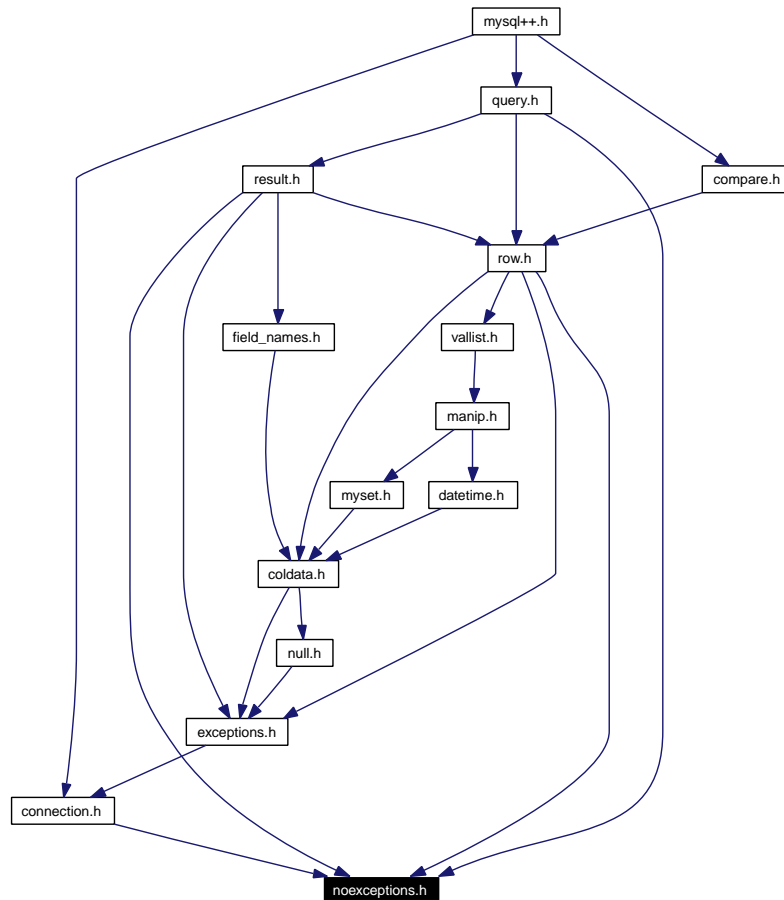 mysql++.h
query.h
result.h
compare.h
row.h
field_names.h
vallist.h
manip.h
myset.h
datetime.h
coldata.h
null.h
exceptions.h
connection.h
noexceptions.h